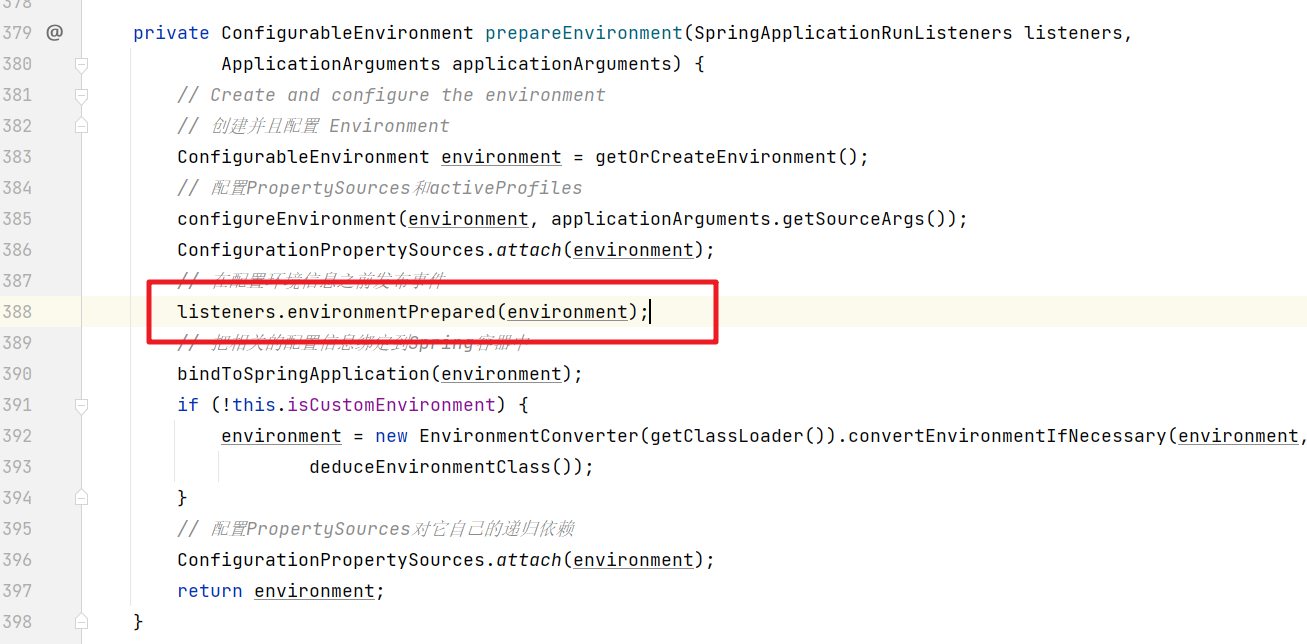 378
379 @ private ConfigurableEnvironment prepareEnvironment(SpringApplicationRunListeners listeners,
380 ApplicationArguments applicationArguments) {
381 // Create and configure the environment
382 // 创建并且配置 Environment
383 ConfigurableEnvironment environment = getOrCreateEnvironment();
384 // 配置PropertySources和activeProfiles
385 configureEnvironment(environment, applicationArguments.getSourceArgs());
386 ConfigurationPropertySources.attach(environment);
387 // 在配置环境信息之前发布事件
388 listeners.environmentPrepared(environment);
389 // 把相关的配置信息绑定到Spring容器中
390 bindToSpringApplication(environment);
391 if (!this.isCustomEnvironment) {
392 environment = new EnvironmentConverter(getClassLoader()).convertEnvironmentIfNecessary(environment,
393 deduceEnvironmentClass());
394 }
395 // 配置PropertySources对它自己的递归依赖
396 ConfigurationPropertySources.attach(environment);
397 return environment;
398 }